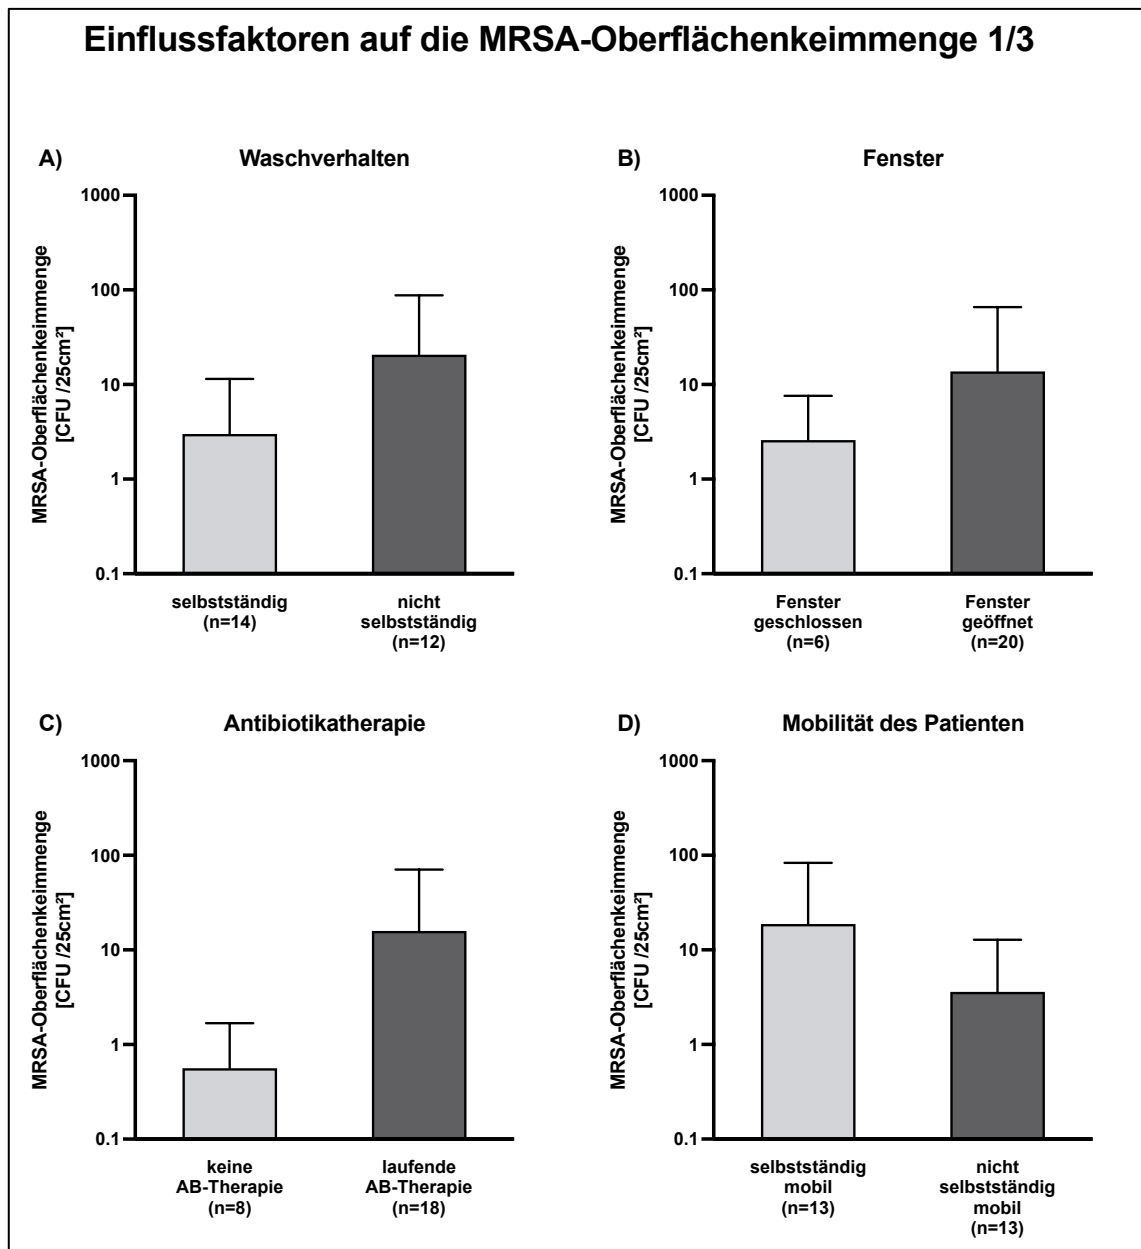 Einflussfaktoren auf die MRSA-Oberflächenkeimmenge 1/3
A)
Waschverhalten
MRSA-Oberflächenkeimmenge
[CFU /25cm²]
1000
100
10
1
0.1
selbstständig
(n=14)
nicht
selbstständig
(n=12)
B)
Fenster
MRSA-Oberflächenkeimmenge
[CFU /25cm²]
1000
100
10
1
0.1
Fenster
geschlossen
(n=6)
Fenster
geöffnet
(n=20)
C)
Antibiotikatherapie
MRSA-Oberflächenkeimmenge
[CFU /25cm²]
1000
100
10
1
0.1
keine
AB-Therapie
(n=8)
laufende
AB-Therapie
(n=18)
D)
Mobilität des Patienten
MRSA-Oberflächenkeimmenge
[CFU /25cm²]
1000
100
10
1
0.1
selbstständig
mobil
(n=13)
nicht
selbstständig
mobil
(n=13)